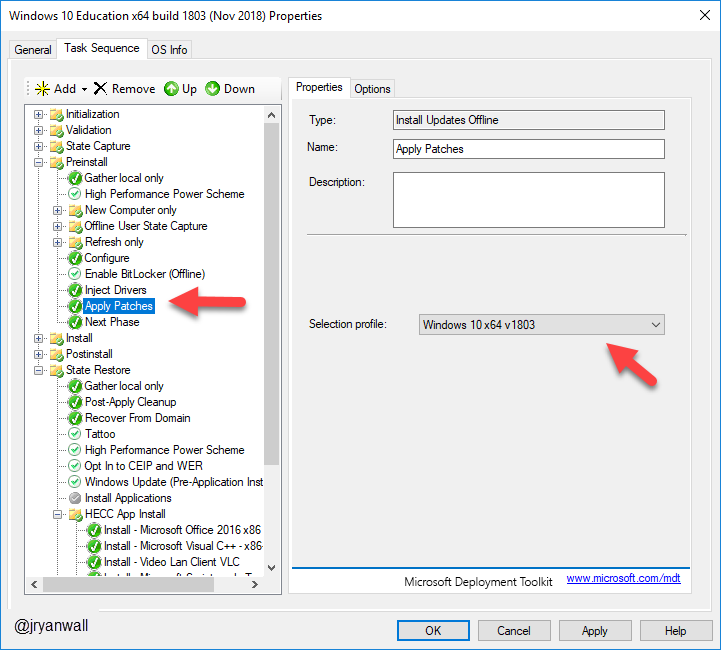 Windows 10 Education x64 build 1803 (Nov 2018) Properties
General Task Sequence OS Info
Add Remove Up Down
Initialization
Validation
State Capture
Preinstall
Gather local only
High Performance Power Scheme
New Computer only
Offline User State Capture
Refresh only
Configure
Enable BitLocker (Offline)
Inject Drivers
Apply Patches
Next Phase
Install
Postinstall
State Restore
Gather local only
Post-Apply Cleanup
Recover From Domain
Tattoo
High Performance Power Scheme
Opt In to CEIP and WER
Windows Update (Pre-Application Inst
Install Applications
HECC App Install
Install - Microsoft Office 2016 x86
Install - Microsoft Visual C++ - x86
Install - Video Lan Client VLC
Properties Options
Type: Install Updates Offline
Name: Apply Patches
Description:
Selection profile: Windows 10 x64 v1803
Microsoft Deployment Toolkit www.microsoft.com/mdt
@jryanwall
OK Cancel Apply Help